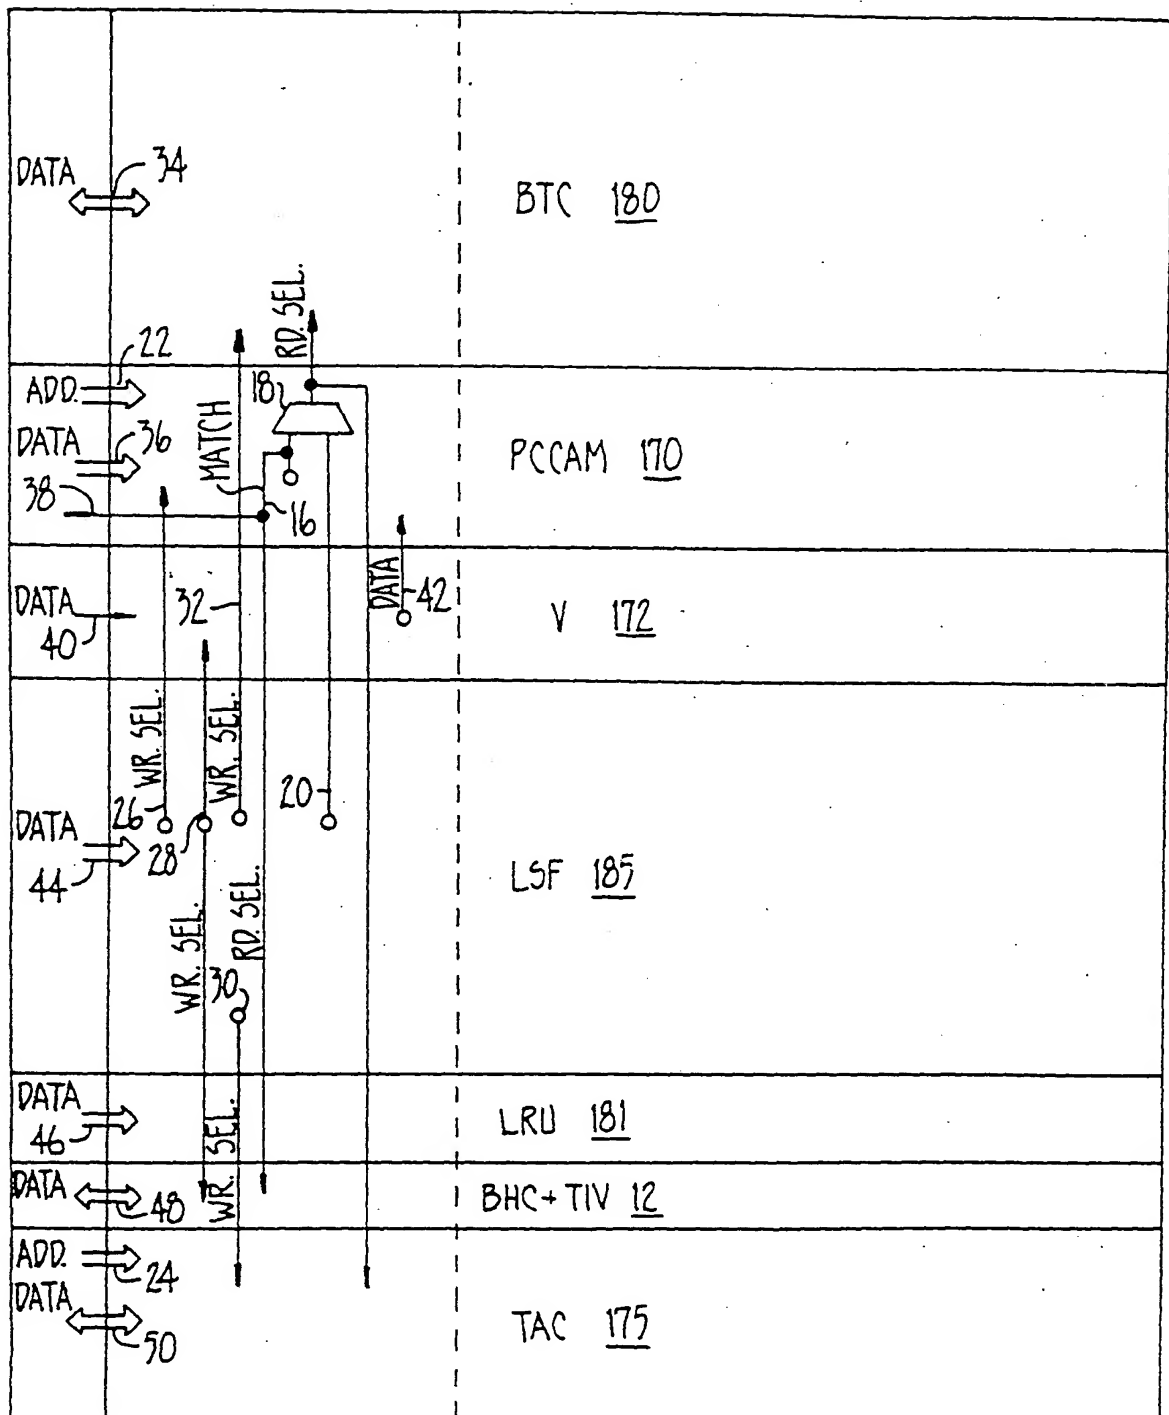 DATA
34
BTC 180
RD. SEL.
22
ADD.
18
DATA
36
MATCH
PCCAM 170
38
16
DATA
42
DATA
40
32
V 172
WR. SEL.
WR. SEL.
20
26
DATA
28
44
LSF 185
RD. SEL.
WR. SEL.
30
DATA
46
WR. SEL.
LRU 181
DATA
48
BHC+TIV 12
ADD.
24
DATA
50
TAC 175